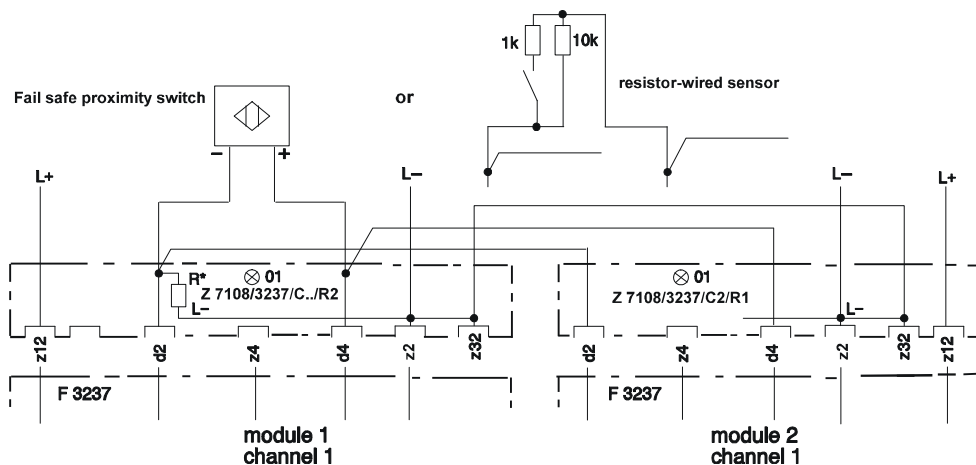 1k
10k
Fail safe proximity switch
or
resistor-wired sensor
− +
L+
L−
L−
L+
R*
01
Z 7108/3237/C../R2
L−
01
Z 7108/3237/C2/R1
L−
z12
d2
z4
d4
z2
z32
d2
z4
d4
z2
z32
z12
F 3237
F 3237
module 1
channel 1
module 2
channel 1